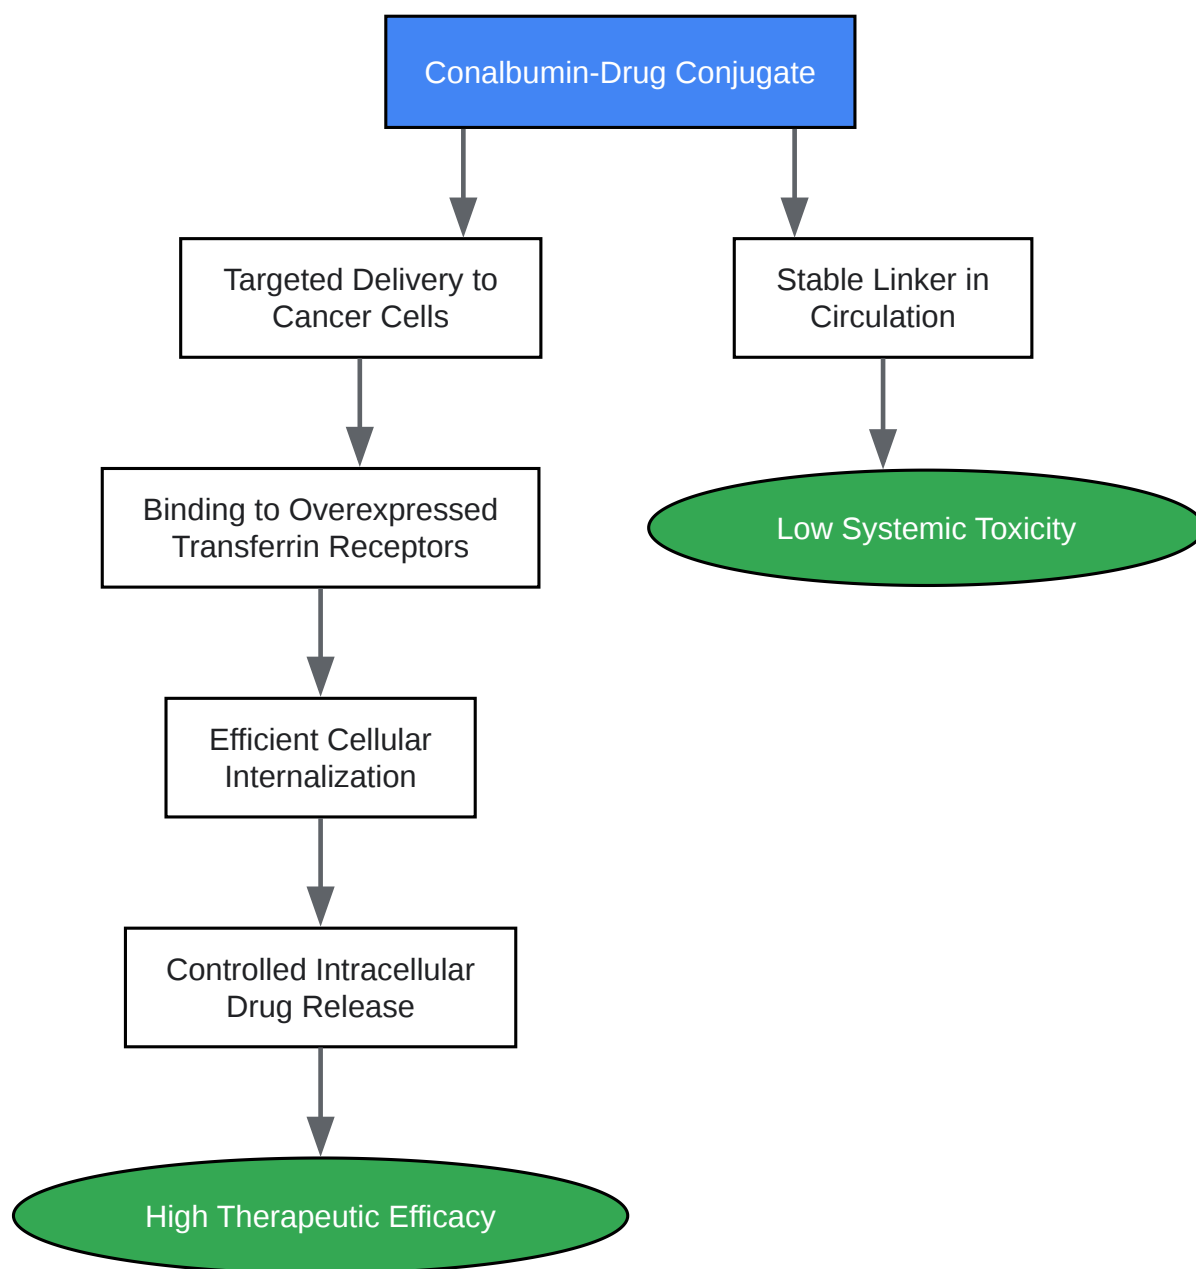 Conalbumin-Drug Conjugate
Targeted Delivery to
Cancer Cells
Stable Linker in
Circulation
Binding to Overexpressed
Transferrin Receptors
Low Systemic Toxicity
Efficient Cellular
Internalization
Controlled Intracellular
Drug Release
High Therapeutic Efficacy